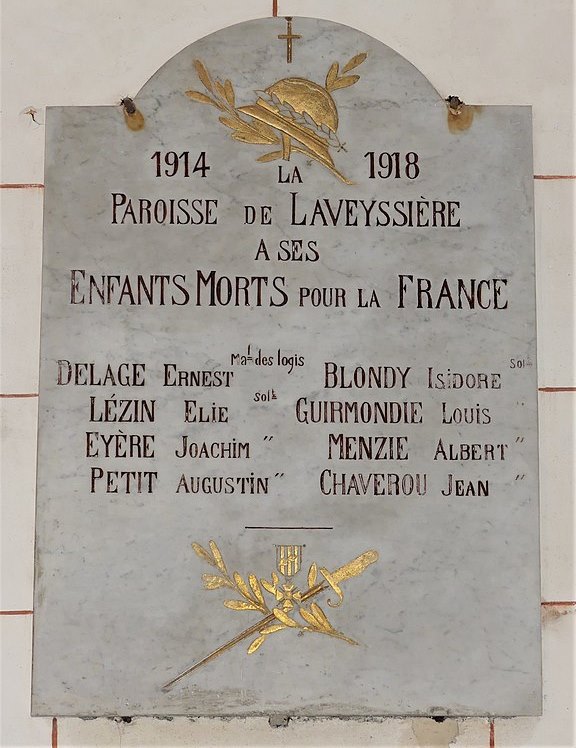 1914 LA 1918
PAROISSE DE LAVEYSSIÈRE
A SES
ENFANTS MORTS POUR LA FRANCE
DELAGE ERNEST Mal des logis BLONDY ISIDORE Solt
LÉZIN ELIE solt GUIRMONDIE LOUIS "
EYÈRE JOACHIM " MENZIE ALBERT "
PETIT AUGUSTIN " CHAVEROU JEAN "